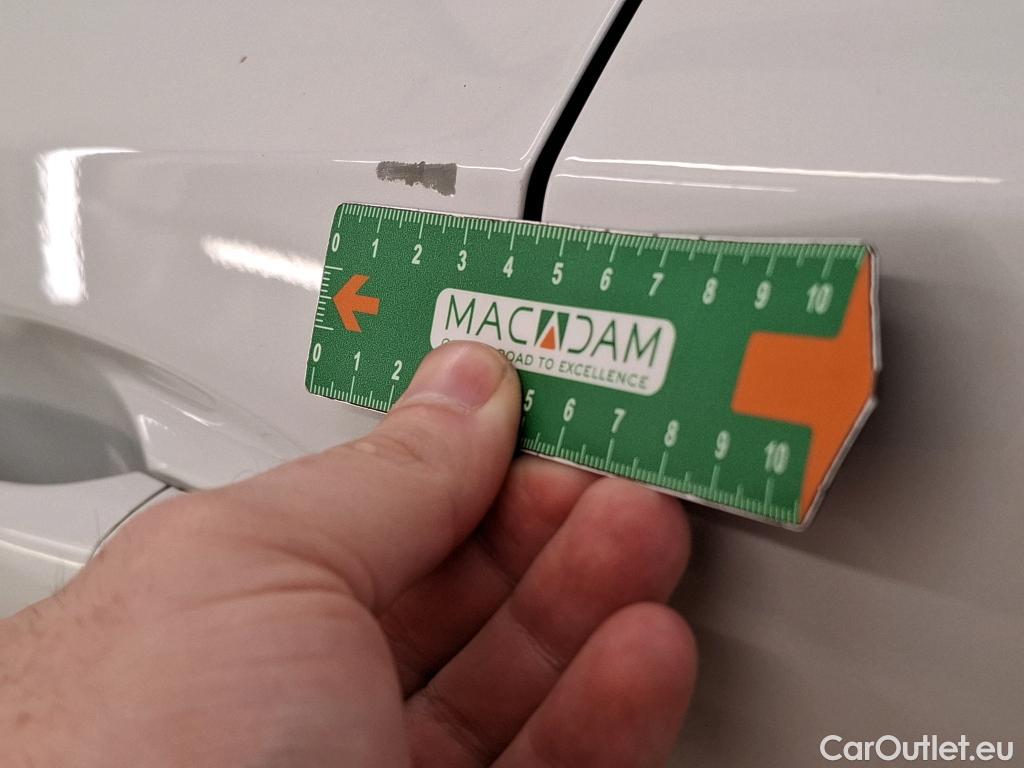 0 1 2 3 4 5 6 7 8 9 10
MACADAM
ROAD TO EXCELLENCE
0 1 2 5 6 7 8 9 10
CarOutlet.eu